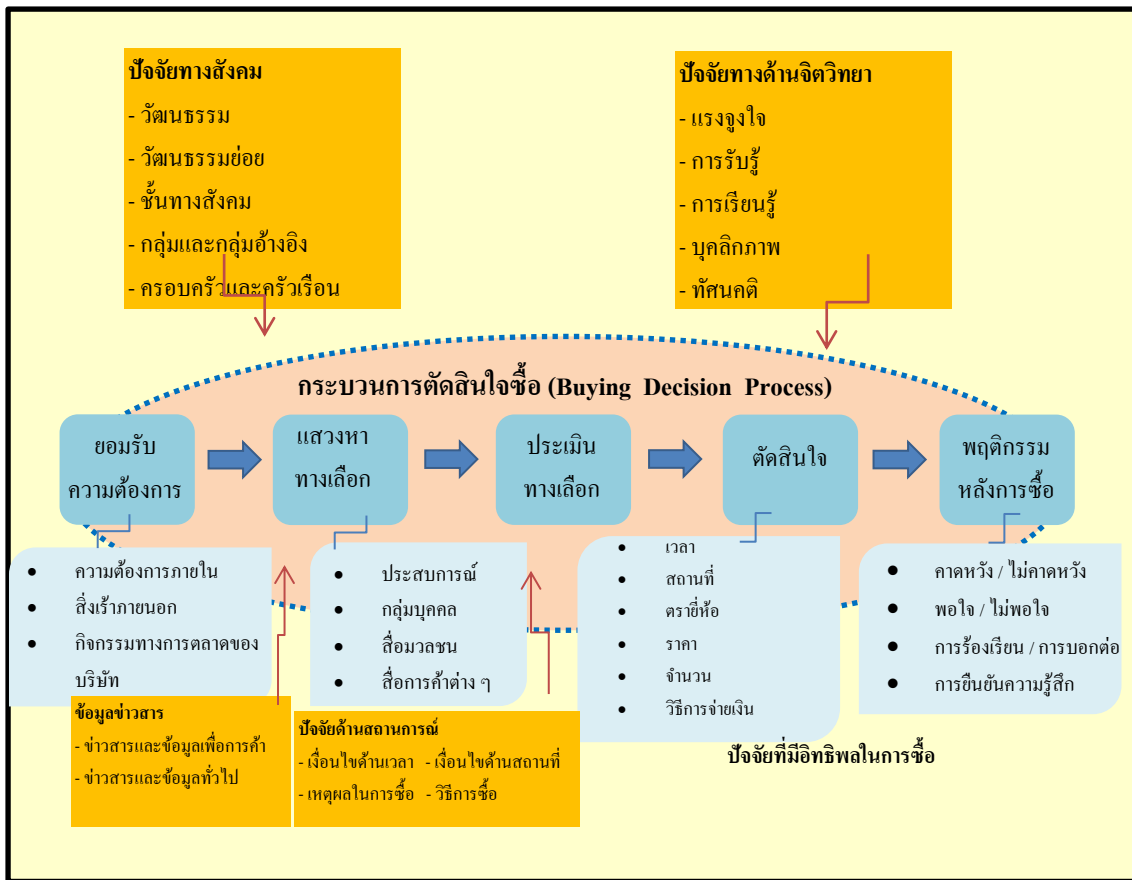 ปัจจัยทางสังคม
- วัฒนธรรม
- วัฒนธรรมย่อย
- ชั้นทางสังคม
- กลุ่มและกลุ่มอ้างอิง
- ครอบครัวและครัวเรือน
ปัจจัยทางด้านจิตวิทยา
- แรงจูงใจ
- การรับรู้
- การเรียนรู้
- บุคลิกภาพ
- ทัศนคติ
กระบวนการตัดสินใจซื้อ (Buying Decision Process)
ยอมรับ
ความต้องการ
แสวงหา
ทางเลือก
ประเมิน
ทางเลือก
ตัดสินใจ
พฤติกรรม
หลังการซื้อ
● ความต้องการภายใน
● สิ่งเร้าภายนอก
● กิจกรรมทางการตลาดของ
บริษัท
● ประสบการณ์
● กลุ่มบุคคล
● สื่อมวลชน
● สื่อการค้าต่าง ๆ
● เวลา
● สถานที่
● ตรายี่ห้อ
● ราคา
● จำนวน
● วิธีการจ่ายเงิน
● คาดหวัง / ไม่คาดหวัง
● พอใจ / ไม่พอใจ
● การร้องเรียน / การบอกต่อ
● การยืนยันความรู้สึก
ข้อมูลข่าวสาร
- ข่าวสารและข้อมูลเพื่อการค้า
- ข่าวสารและข้อมูลทั่วไป
ปัจจัยด้านสถานการณ์
- เงื่อนไขด้านเวลา - เงื่อนไขด้านสถานที่
- เหตุผลในการซื้อ - วิธีการซื้อ
ปัจจัยที่มีอิทธิพลในการซื้อ